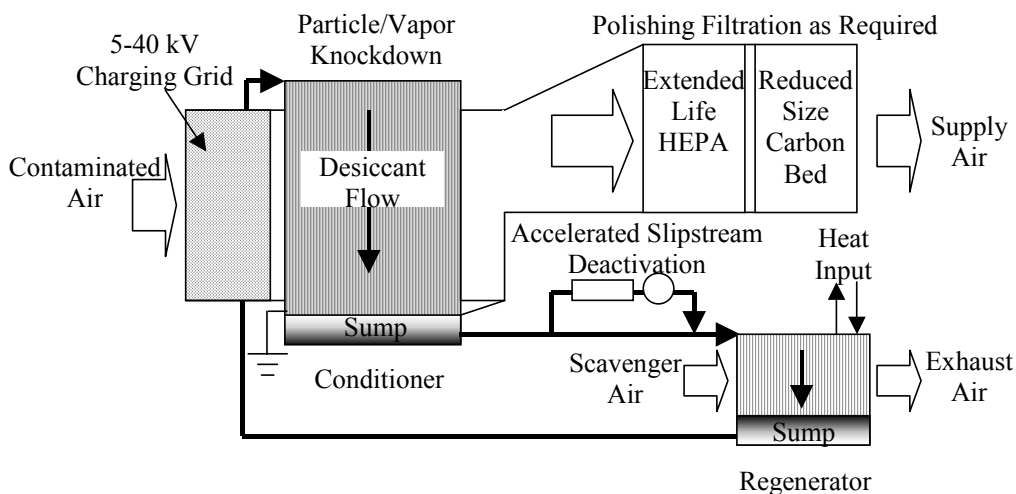 Particle/Vapor
Knockdown
Polishing Filtration as Required
5-40 kV
Charging Grid
Extended
Life
HEPA
Reduced
Size
Carbon
Bed
Contaminated
Air
Desiccant
Flow
Supply
Air
Accelerated Slipstream
Deactivation
Heat
Input
Sump
Conditioner
Scavenger
Air
Exhaust
Air
Sump
Regenerator